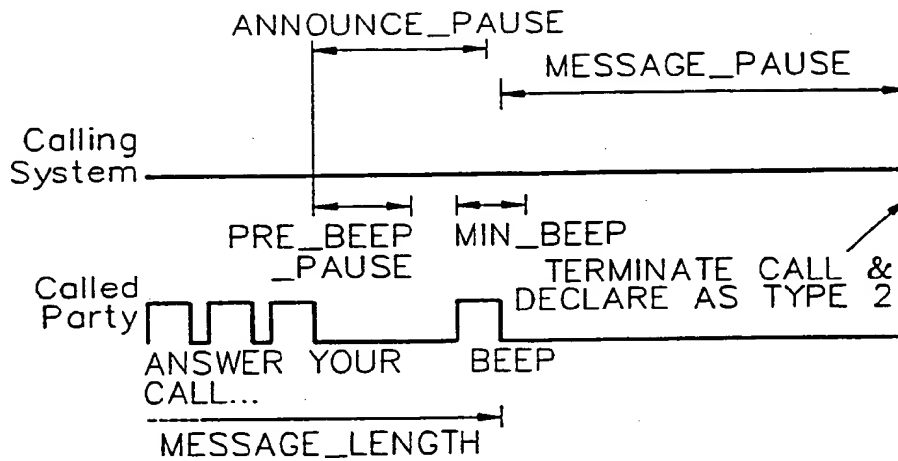 ANNOUNCE_PAUSE
MESSAGE_PAUSE
Calling
System
PRE_BEEP
_PAUSE
MIN_BEEP
TERMINATE CALL &
DECLARE AS TYPE 2
Called
Party
ANSWER YOUR BEEP
CALL...
MESSAGE_LENGTH